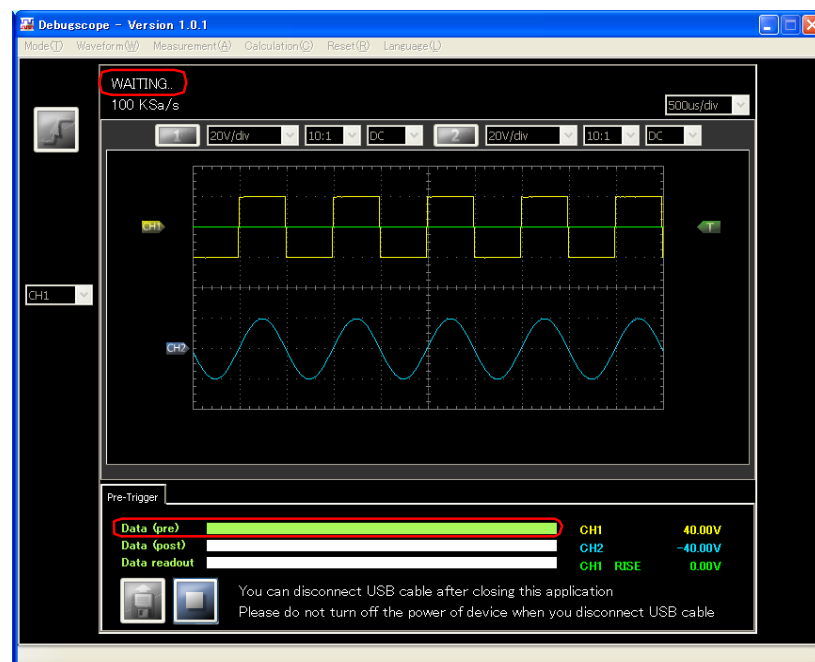 Debugscope - Version 1.0.1
Mode(T) Waveform(W) Measurement(A) Calculation(C) Reset(R) Language(L)
WAITING..
100 KSa/s
500us/div
1 20V/div 10:1 DC 2 20V/div 10:1 DC
CH1 T
CH1
CH2
Pre-Trigger
Data (pre) CH1 40.00V
Data (post) CH2 -40.00V
Data readout CH1 RISE 0.00V
You can disconnect USB cable after closing this application
Please do not turn off the power of device when you disconnect USB cable